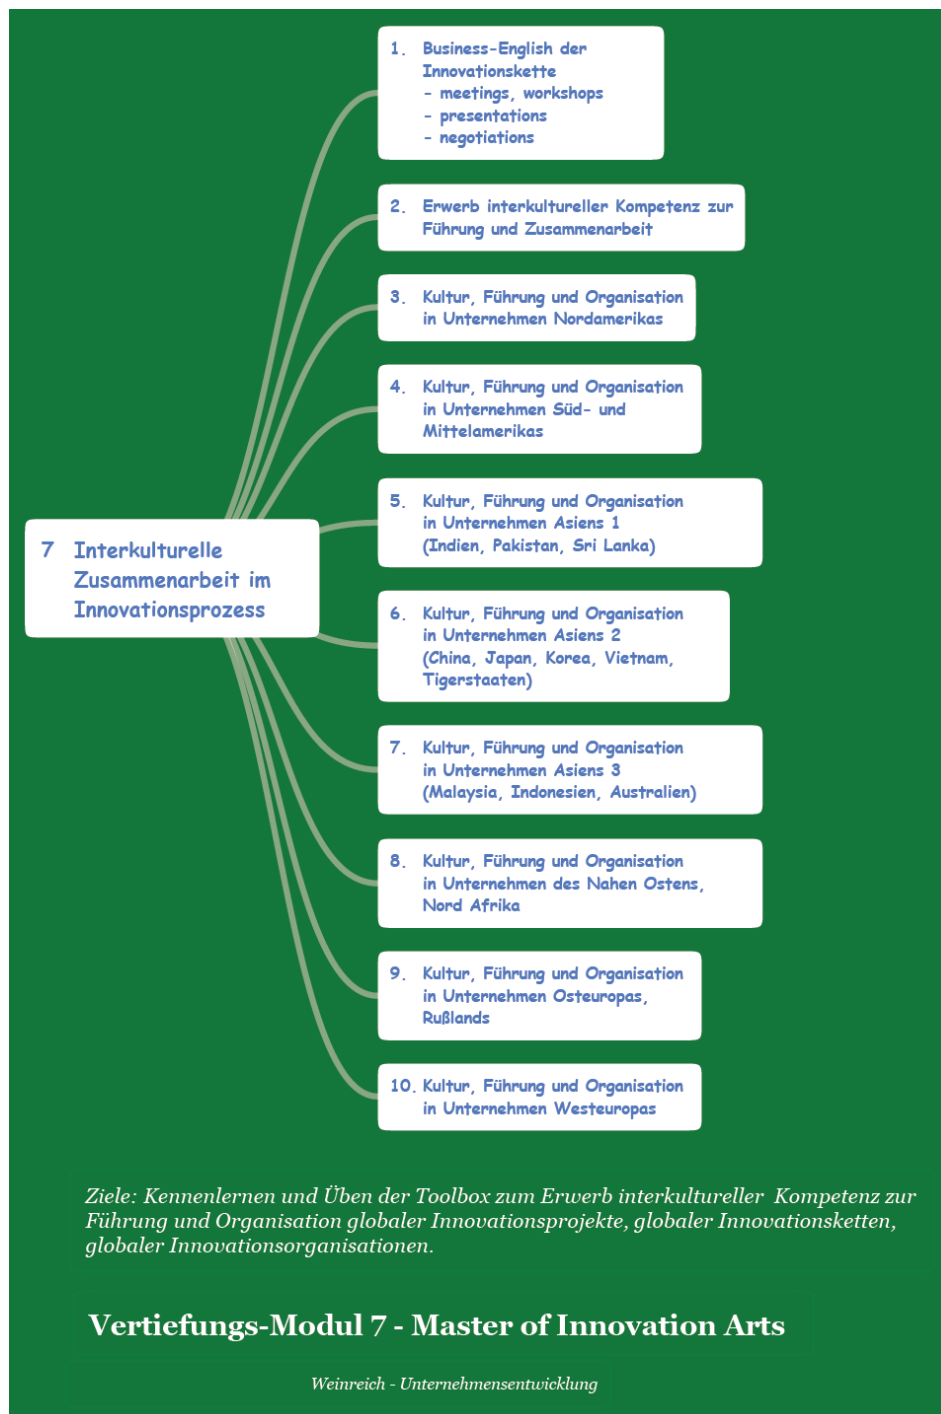 1. Business-English der
Innovationskette
- meetings, workshops
- presentations
- negotiations
2. Erwerb interkultureller Kompetenz zur
Führung und Zusammenarbeit
3. Kultur, Führung und Organisation
in Unternehmen Nordamerikas
4. Kultur, Führung und Organisation
in Unternehmen Süd- und
Mittelamerikas
5. Kultur, Führung und Organisation
in Unternehmen Asiens 1
(Indien, Pakistan, Sri Lanka)
7 Interkulturelle
Zusammenarbeit im
Innovationsprozess
6. Kultur, Führung und Organisation
in Unternehmen Asiens 2
(China, Japan, Korea, Vietnam,
Tigerstaaten)
7. Kultur, Führung und Organisation
in Unternehmen Asiens 3
(Malaysia, Indonesien, Australien)
8. Kultur, Führung und Organisation
in Unternehmen des Nahen Ostens,
Nord Afrika
9. Kultur, Führung und Organisation
in Unternehmen Osteuropas,
Rußlands
10. Kultur, Führung und Organisation
in Unternehmen Westeuropas
Ziele: Kennenlernen und Üben der Toolbox zum Erwerb interkultureller Kompetenz zur
Führung und Organisation globaler Innovationsprojekte, globaler Innovationsketten,
globaler Innovationsorganisationen.
Vertiefungs-Modul 7 - Master of Innovation Arts
Weinreich - Unternehmensentwicklung